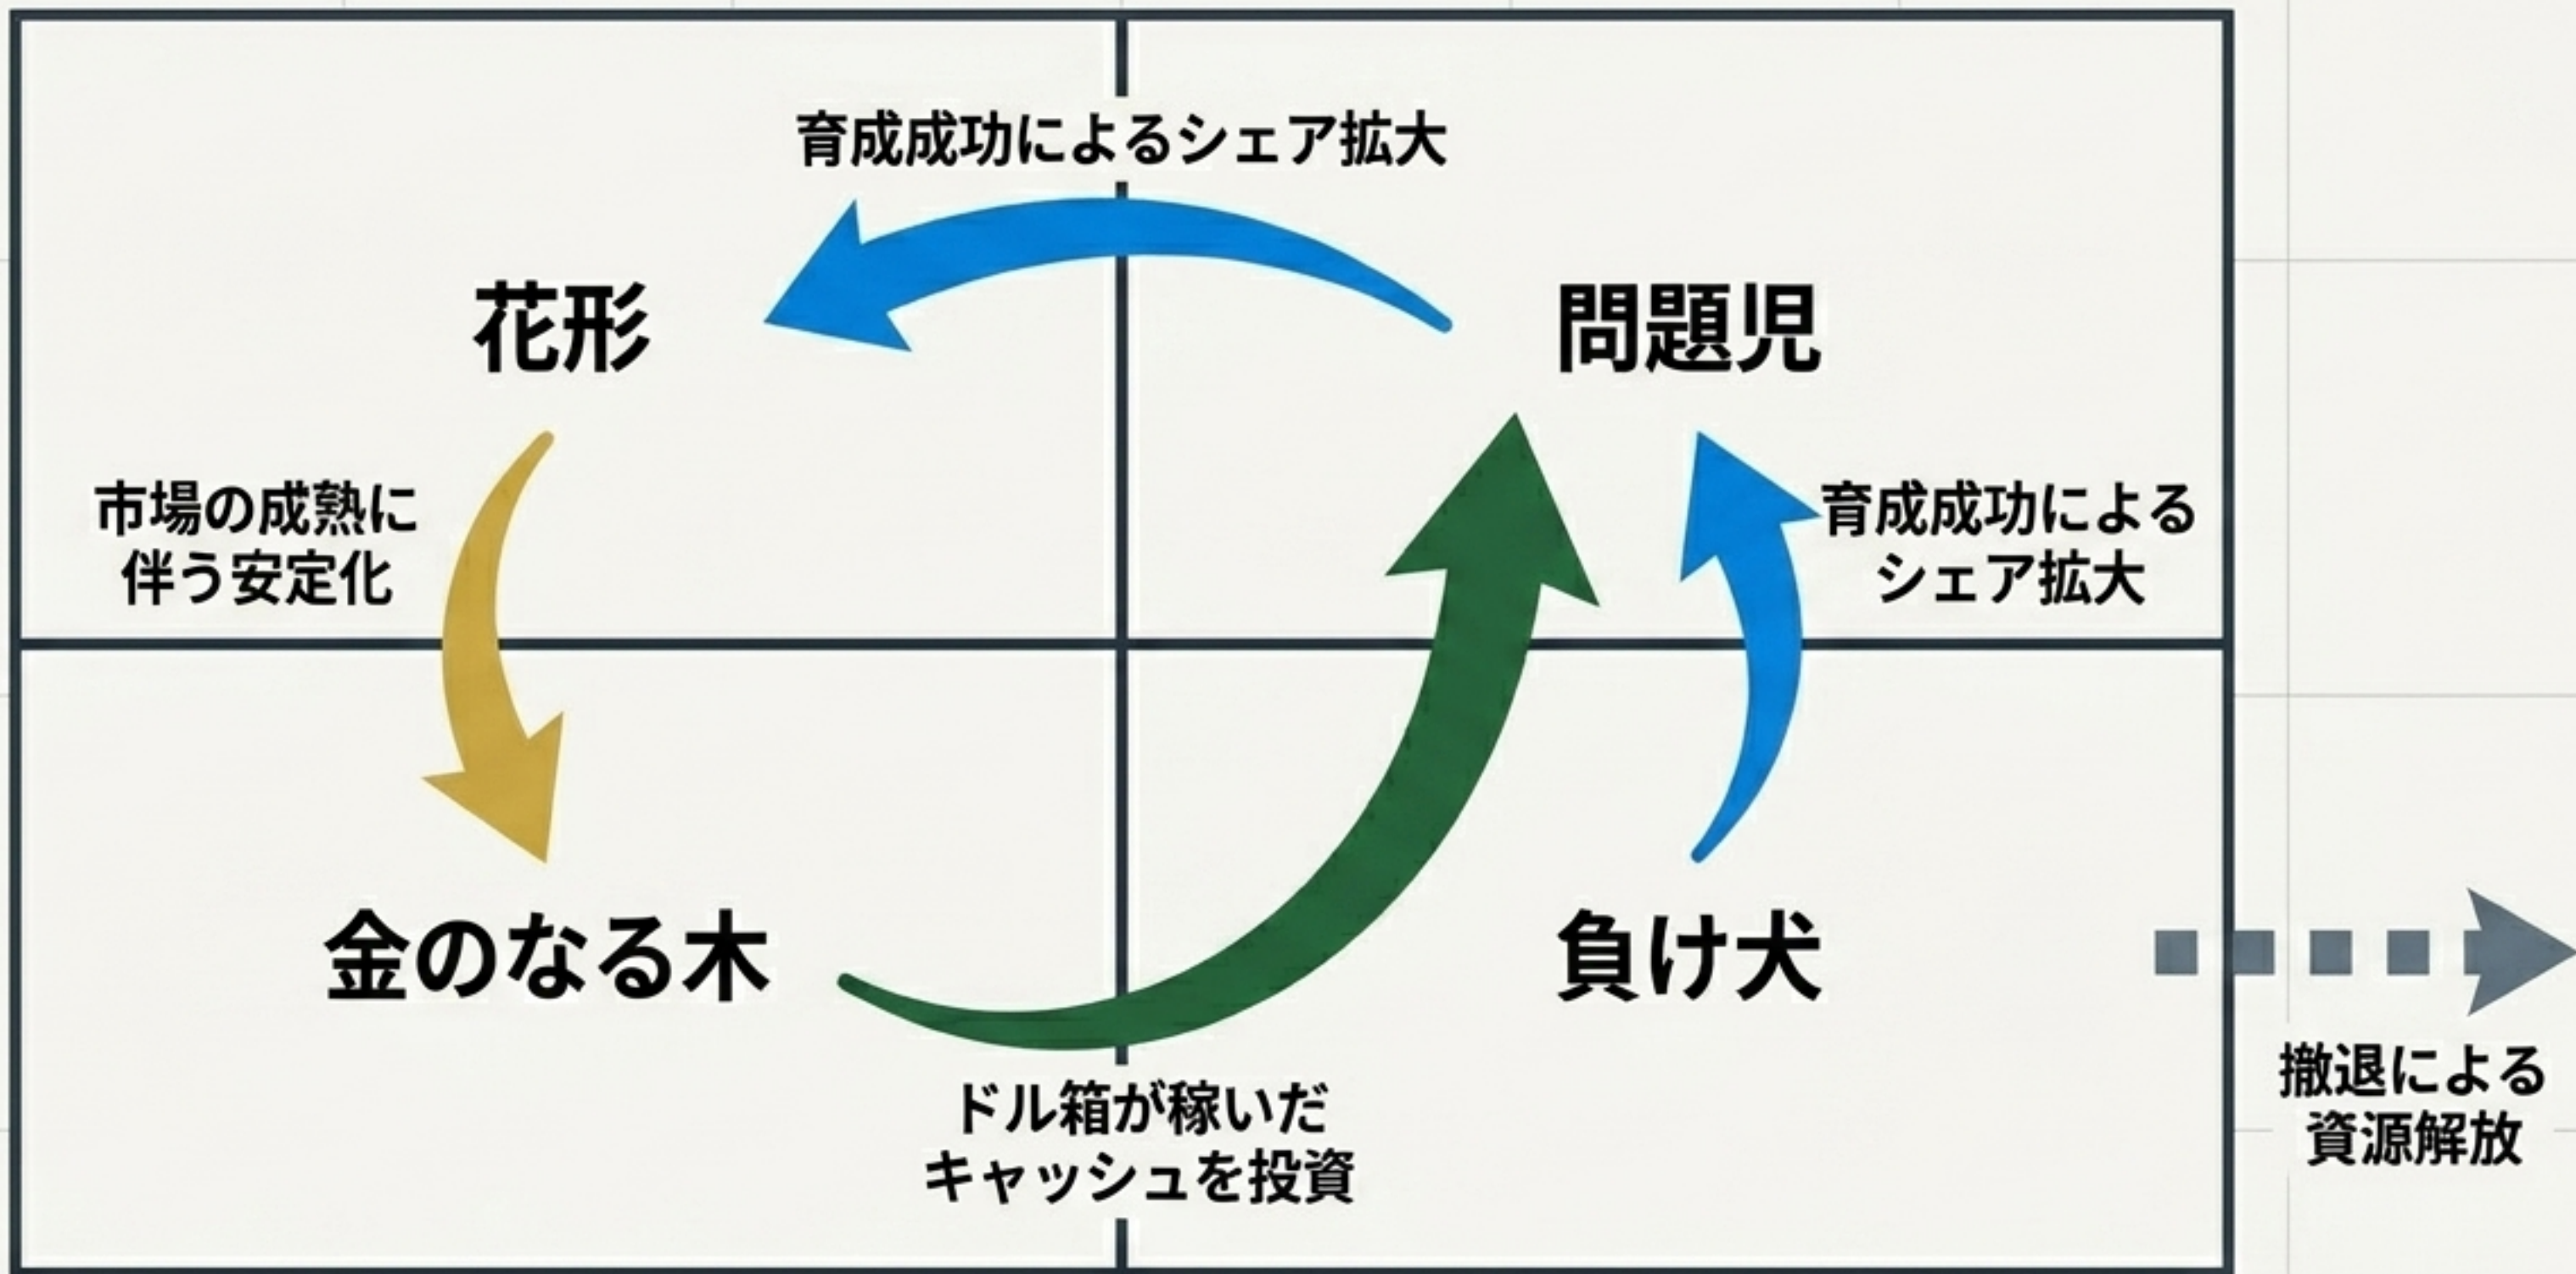 育成成功によるシェア拡大
花形
問題児
市場の成熟に
伴う安定化
育成成功による
シェア拡大
金のなる木
負け犬
ドル箱が稼いだ
キャッシュを投資
撤退による
資源解放